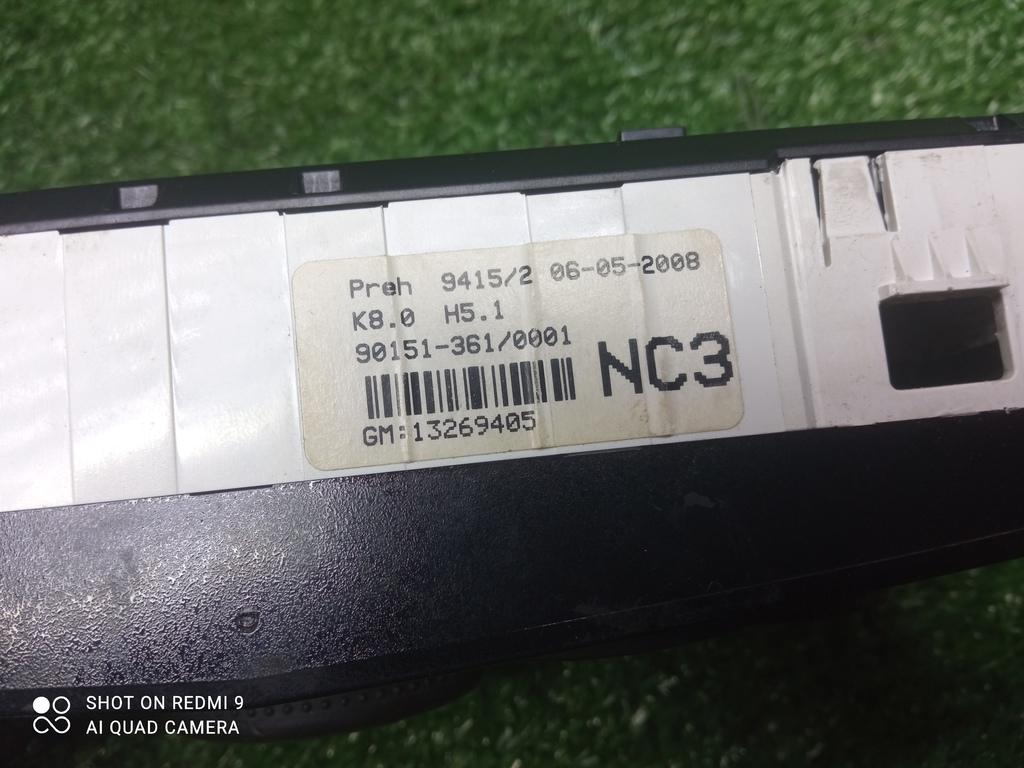 Preh 9415/2 06-05-2008
K8.0 H5.1
90151-361/0001
NC3
GM:13269405
SHOT ON REDMI 9
AI QUAD CAMERA